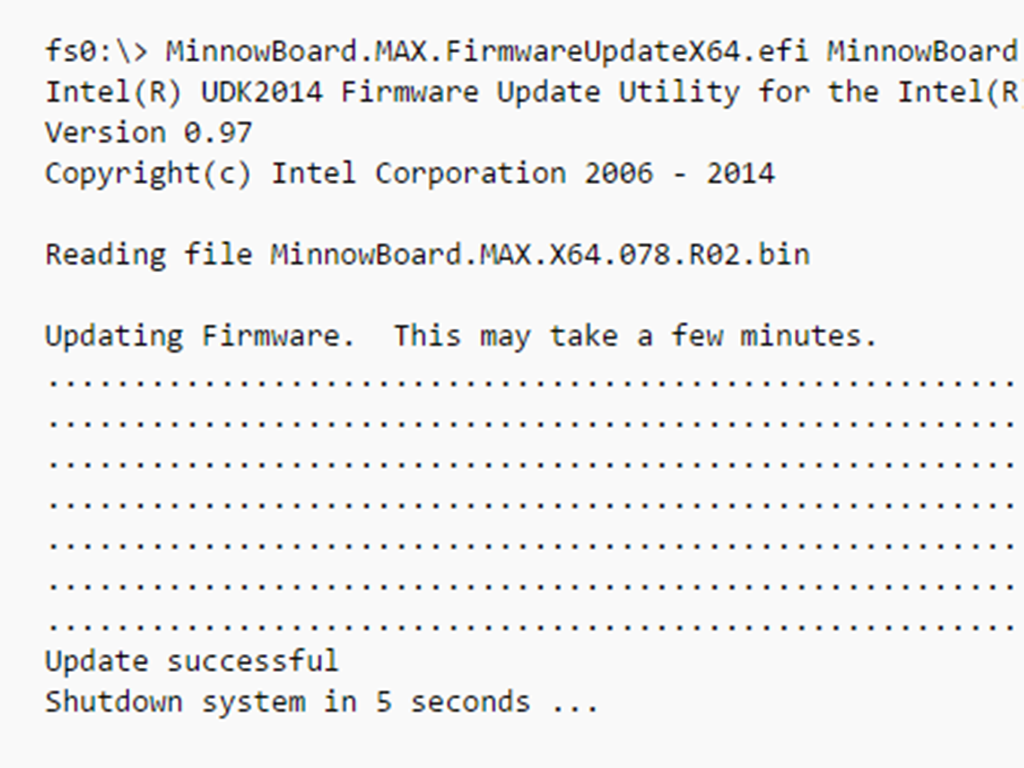 fs0:\> MinnowBoard.MAX.FirmwareUpdateX64.efi MinnowBoard
Intel(R) UDK2014 Firmware Update Utility for the Intel(R
Version 0.97
Copyright(c) Intel Corporation 2006 - 2014
Reading file MinnowBoard.MAX.X64.078.R02.bin
Updating Firmware.  This may take a few minutes.
........................................................
........................................................
........................................................
........................................................
........................................................
........................................................
........................................................
Update successful
Shutdown system in 5 seconds ...